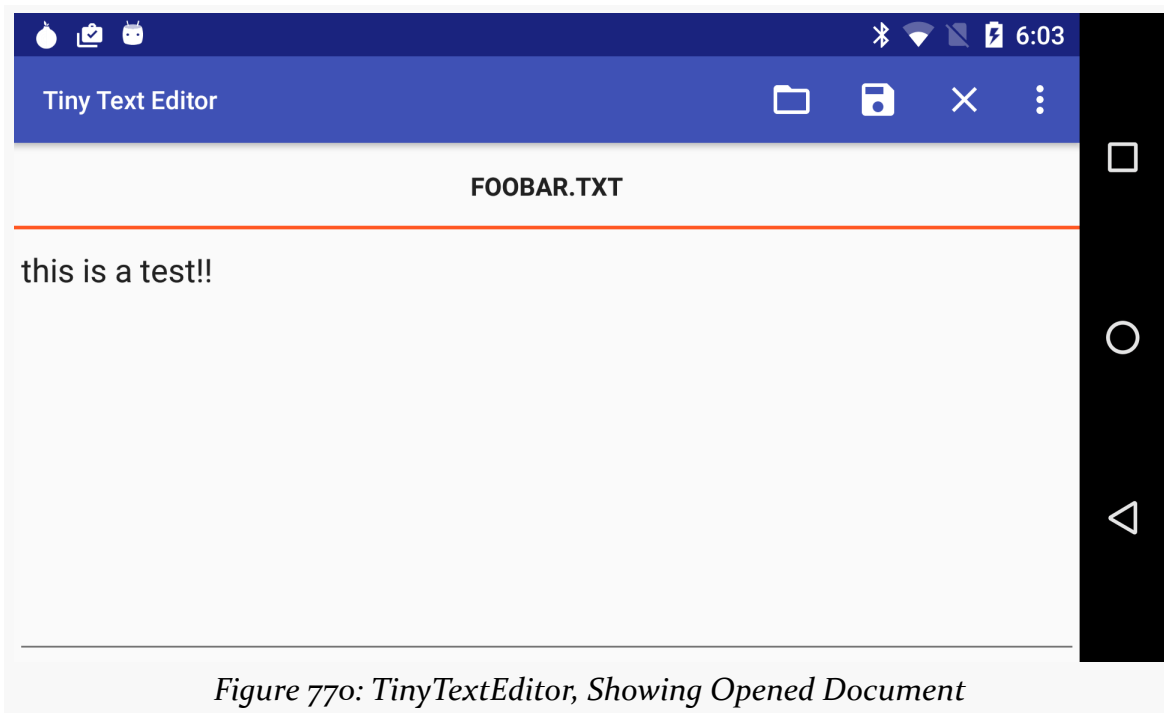 6:03
Tiny Text Editor
FOOBAR.TXT
this is a test!!
Figure 770: TinyTextEditor, Showing Opened Document